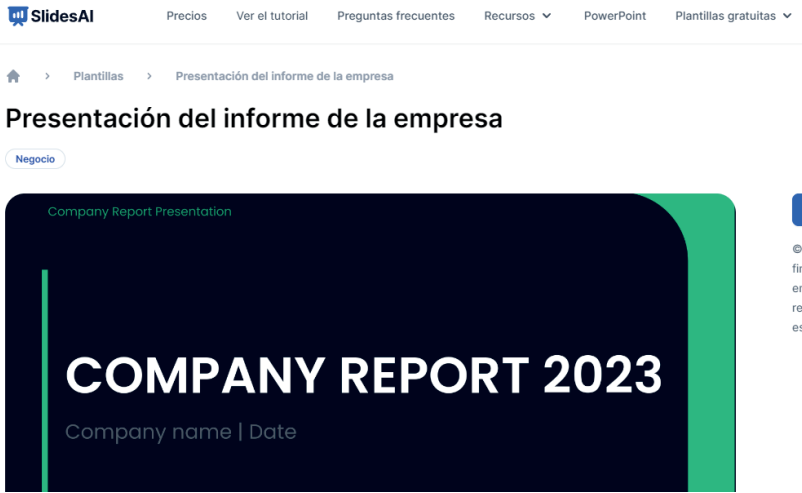 SlidesAI
Precios
Ver el tutorial
Preguntas frecuentes
Recursos
PowerPoint
Plantillas gratuitas
Plantillas
Presentación del informe de la empresa
Presentación del informe de la empresa
Negocio
Company Report Presentation
COMPANY REPORT 2023
Company name | Date
©